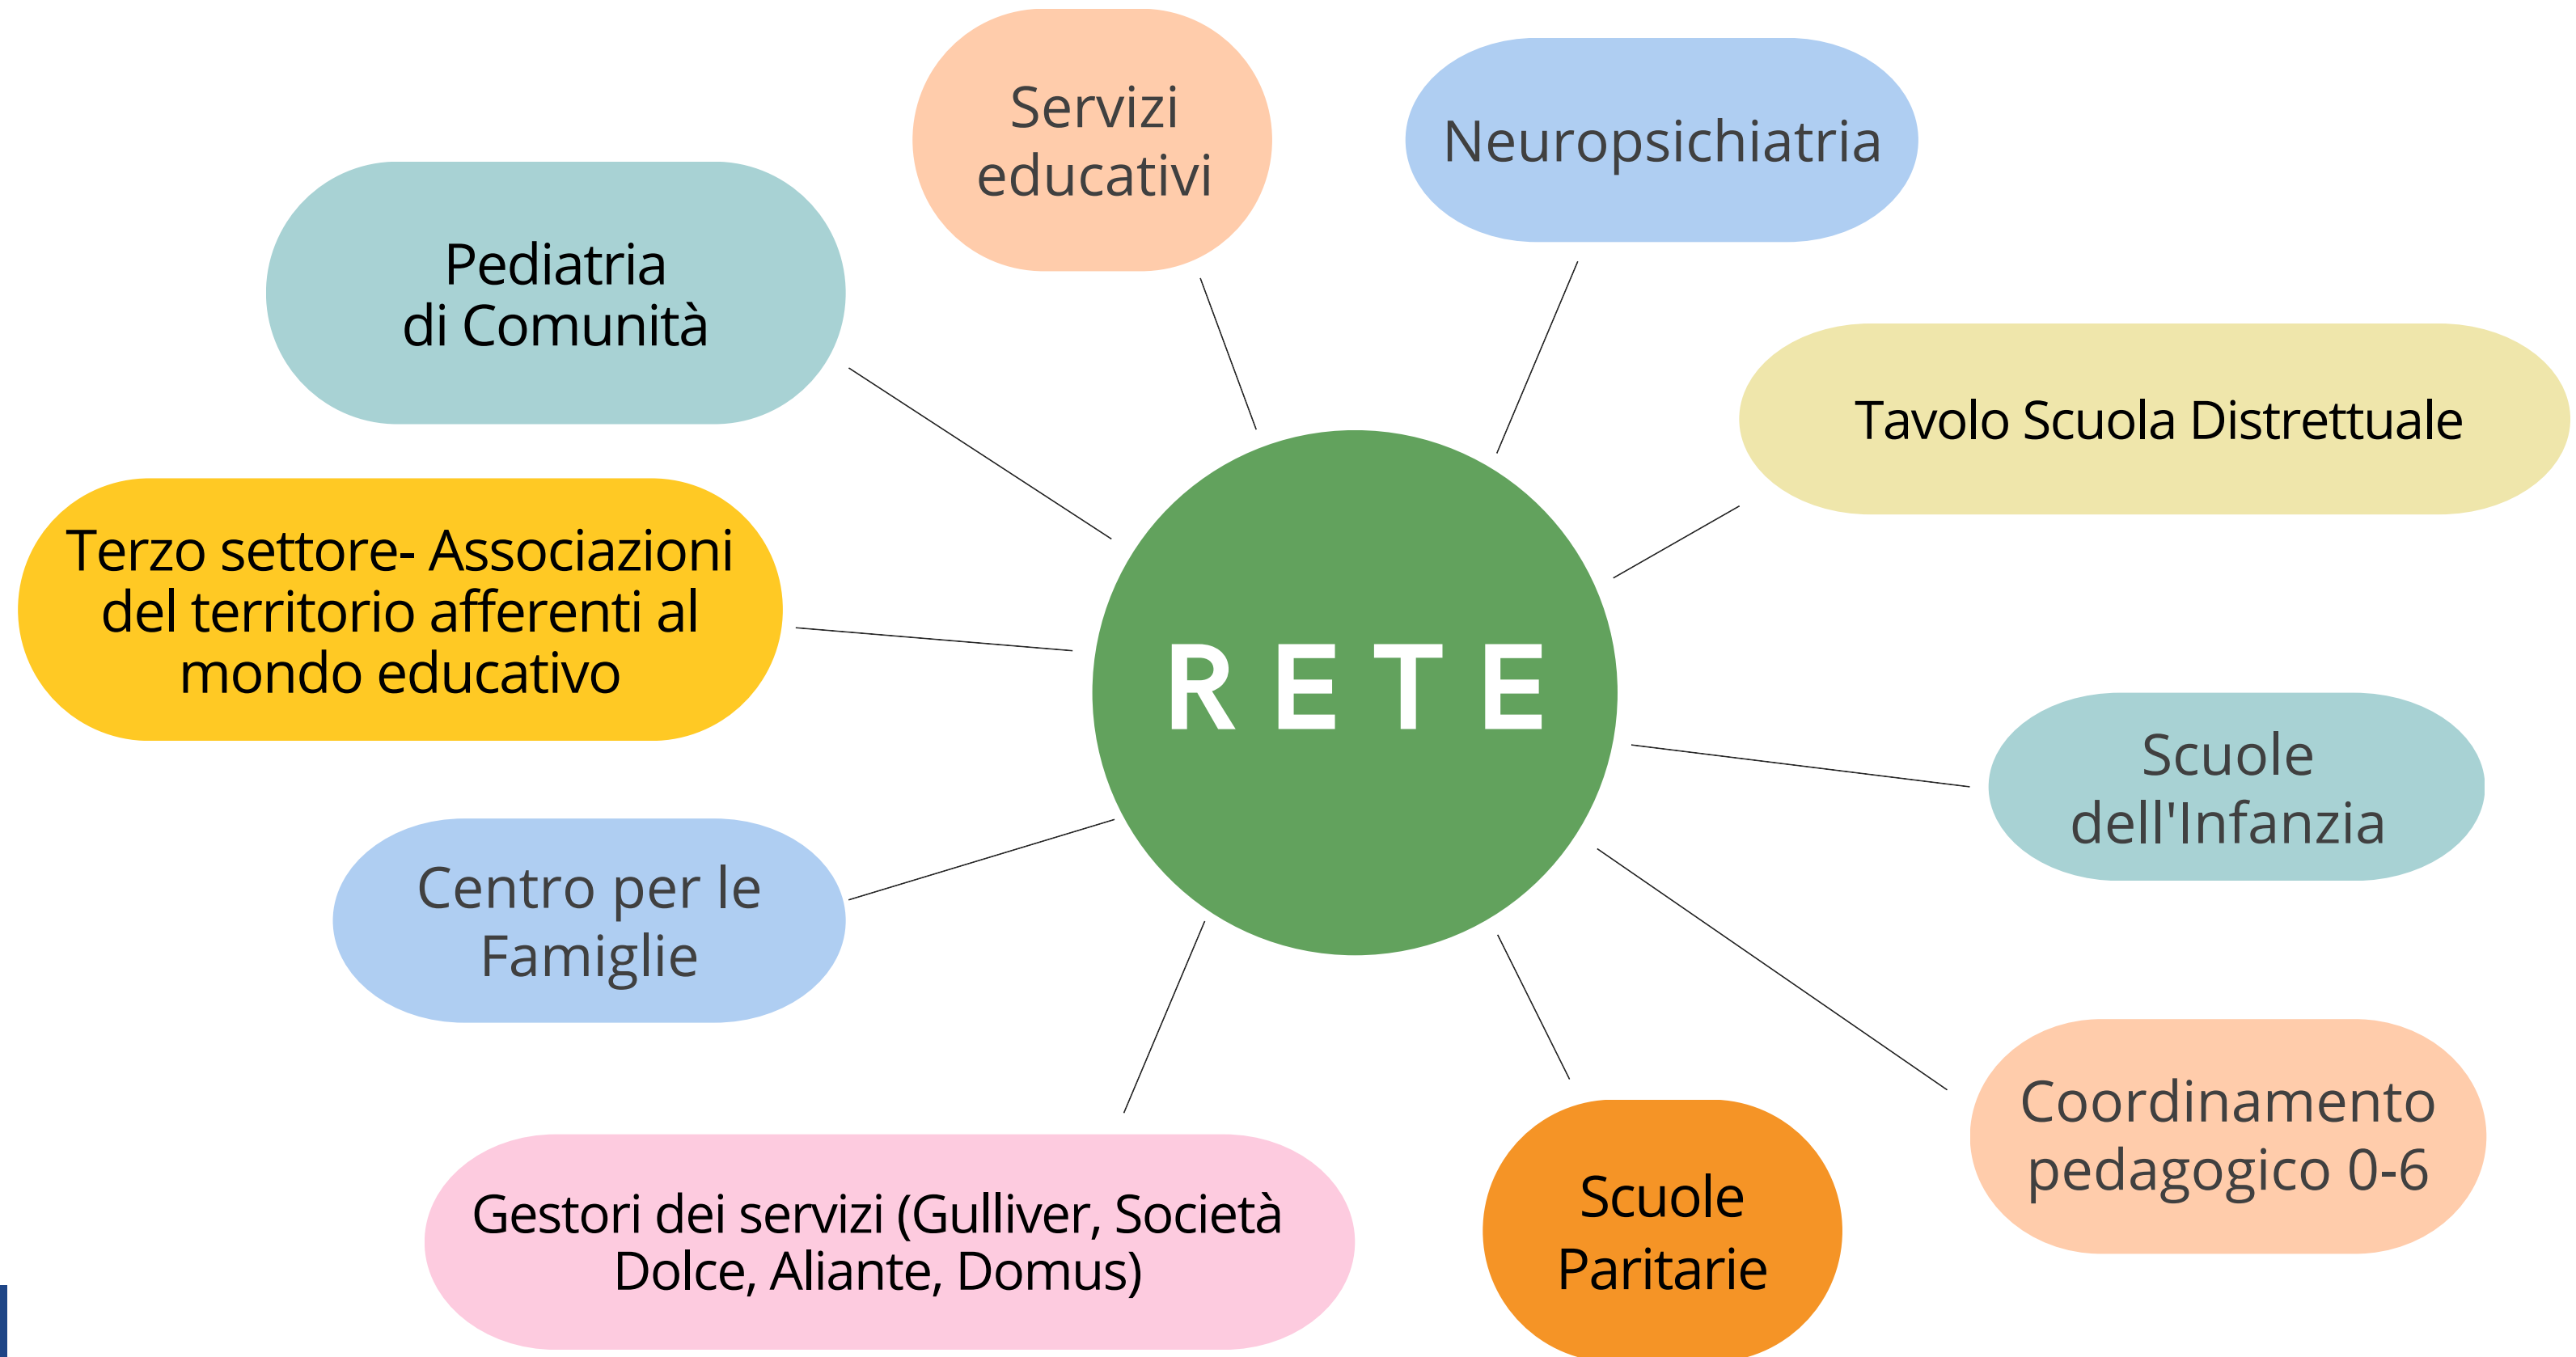 Servizi
educativi
Neuropsichiatria
Pediatria
di Comunità
Tavolo Scuola Distrettuale
Terzo settore- Associazioni
del territorio afferenti al
mondo educativo
RETE
Scuole
dell'Infanzia
Centro per le
Famiglie
Coordinamento
pedagogico 0-6
Gestori dei servizi (Gulliver, Società
Dolce, Aliante, Domus)
Scuole
Paritarie